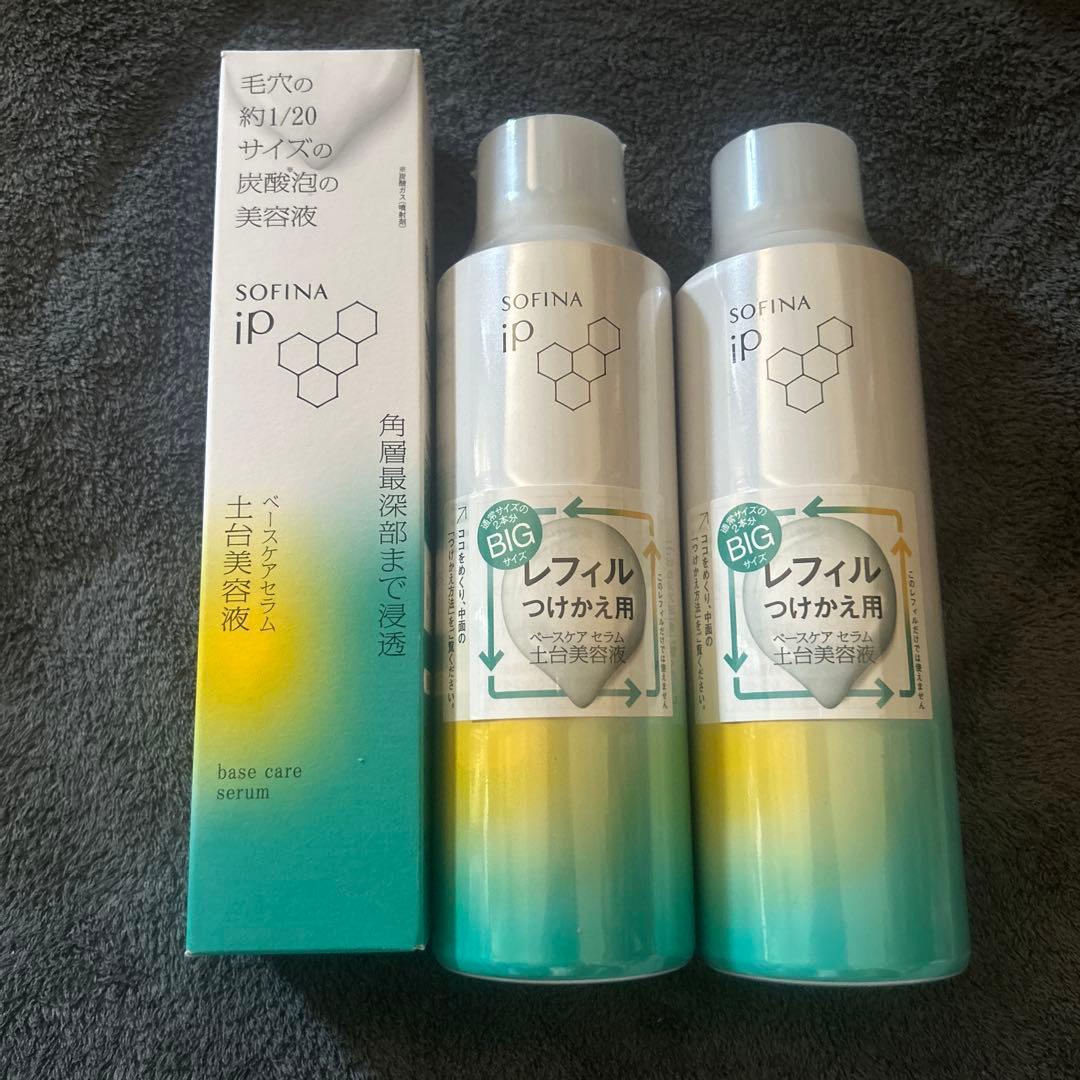 毛穴の
約1/20
サイズの
炭酸※泡の
美容液
※炭酸ガス(噴射剤)
SOFINA
iP
角層最深部まで浸透
ベースケアセラム
土台美容液
base care
serum
SOFINA
iP
通常サイズの
2本分
BIG
サイズ
レフィル
つけかえ用
ベースケア セラム
土台美容液
ココをめくり、中面の
「つけかえ方法」をご覧ください。
このレフィルだけでは使えません
SOFINA
iP
通常サイズの
2本分
BIG
サイズ
レフィル
つけかえ用
ベースケア セラム
土台美容液
ココをめくり、中面の
「つけかえ方法」をご覧ください。
このレフィルだけでは使えません